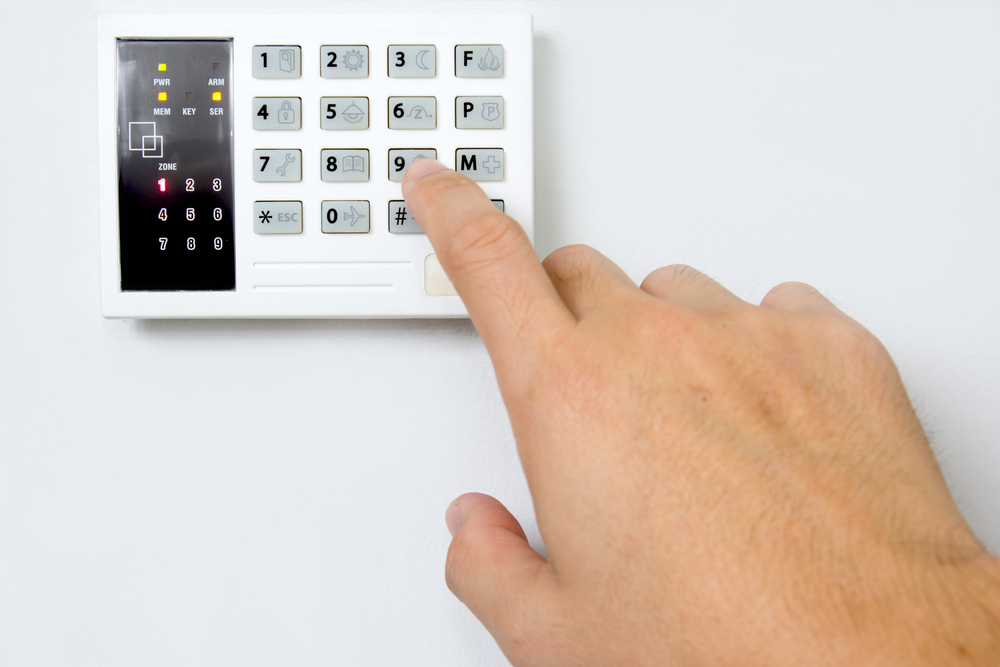 PWR ARM
MEM KEY SER
ZONE
1 2 3
4 5 6
7 8 9
1 2 3 F
4 5 6 Z P P
7 8 9 M
* ESC 0 #